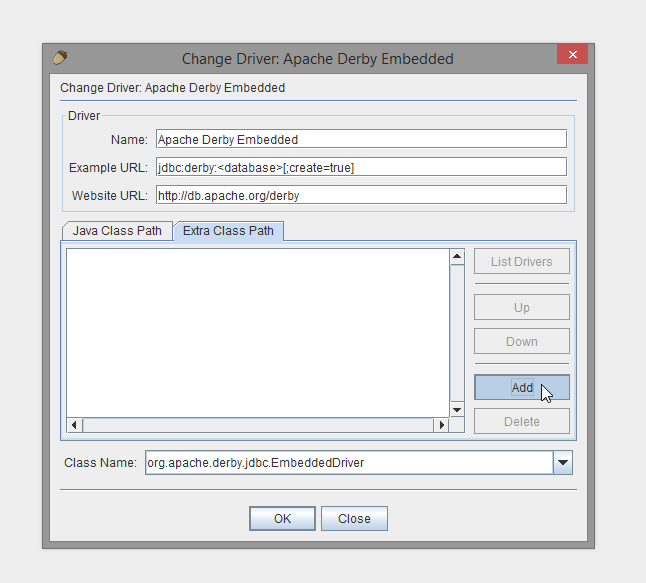 Change Driver: Apache Derby Embedded
Change Driver: Apache Derby Embedded
Driver
Name: Apache Derby Embedded
Example URL: jdbc:derby:<database>[;create=true]
Website URL: http://db.apache.org/derby
Java Class Path Extra Class Path
List Drivers
Up
Down
Add
Delete
Class Name: org.apache.derby.jdbc.EmbeddedDriver
OK Close